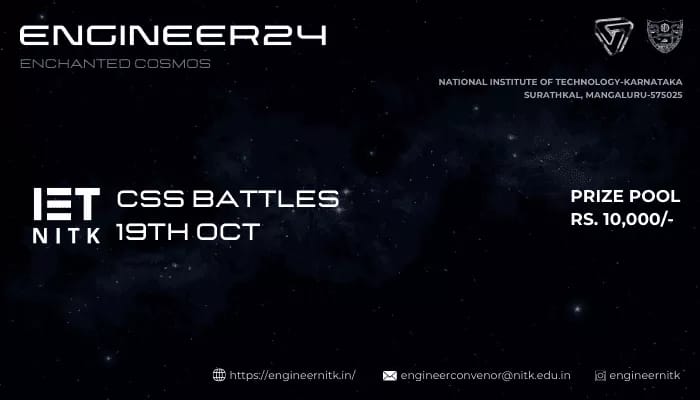 ENGINEER24
ENCHANTED COSMOS
NATIONAL INSTITUTE OF TECHNOLOGY-KARNATAKA
SURATHKAL, MANGALURU-575025
IET
NITK
CSS BATTLES
19TH OCT
PRIZE POOL
RS. 10,000/-
https://engineernitk.in/
engineerconvenor@nitk.edu.in
engineernitk